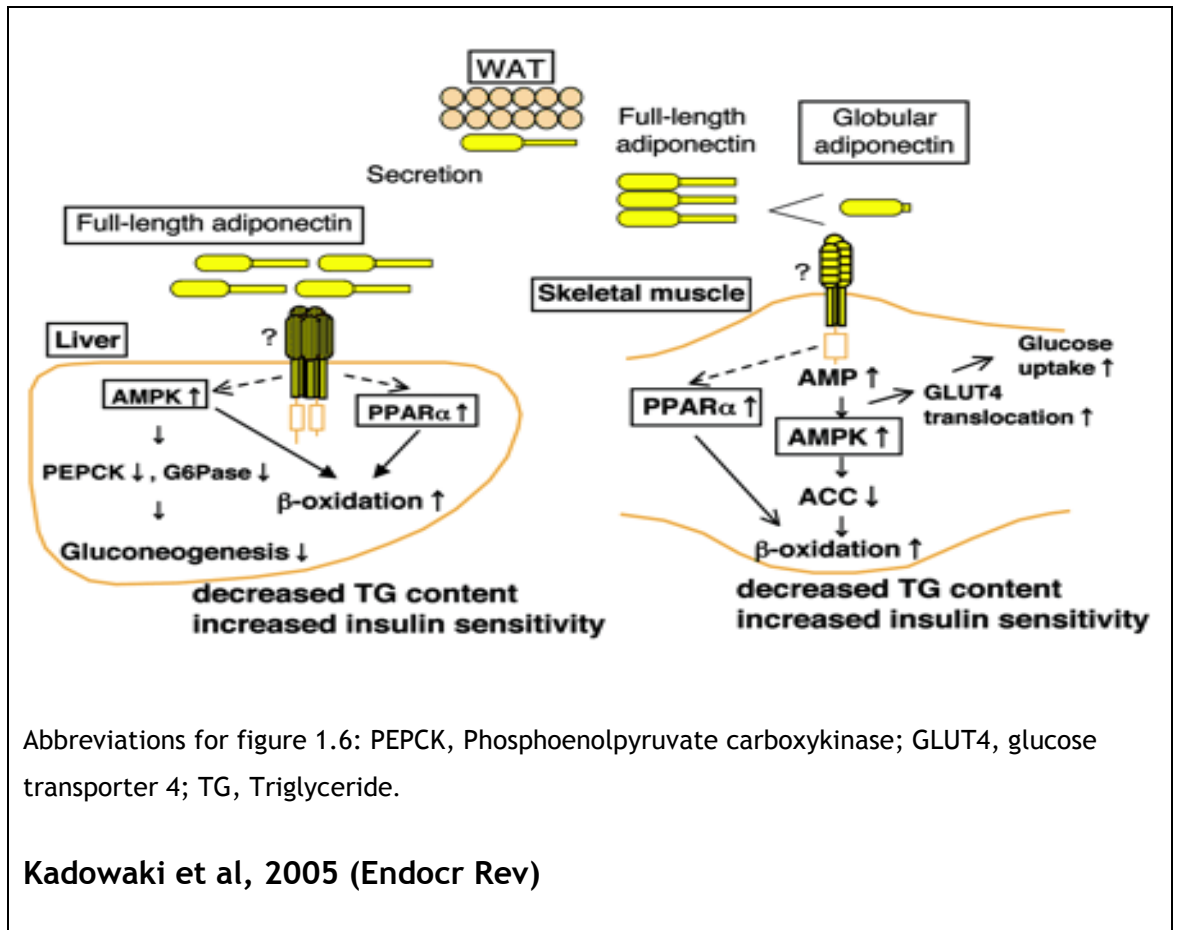 WAT
Secretion
Full-length
adiponectin
Globular
adiponectin
Full-length adiponectin
?
Liver
AMPK ↑
PPARα ↑
↓
PEPCK ↓, G6Pase ↓
β-oxidation ↑
↓
Gluconeogenesis ↓
decreased TG content
increased insulin sensitivity
?
Skeletal muscle
Glucose
uptake ↑
AMP ↑
GLUT4
translocation ↑
PPARα ↑
↓
AMPK ↑
↓
ACC ↓
↓
β-oxidation ↑
decreased TG content
increased insulin sensitivity
Abbreviations for figure 1.6: PEPCK, Phosphoenolpyruvate carboxykinase; GLUT4, glucose
transporter 4; TG, Triglyceride.
Kadowaki et al, 2005 (Endocr Rev)